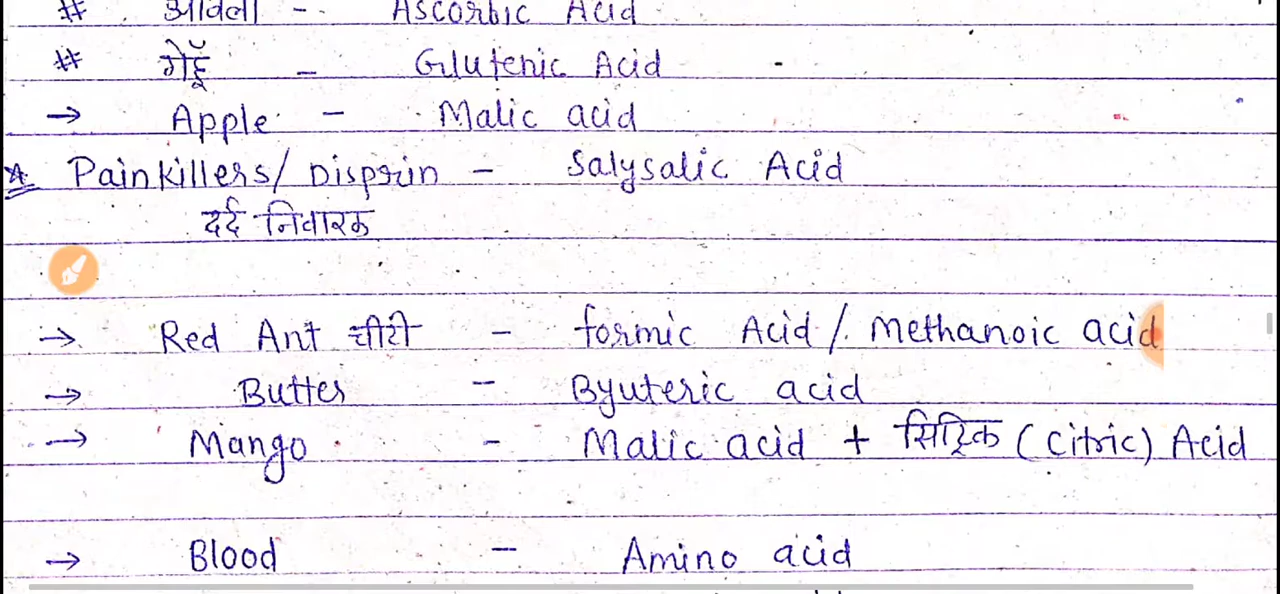 # आंवला - Ascorbic Acid
# गेहूँ - Glutenic Acid
→ Apple - Malic acid
* Painkillers/ Disprin - Salysalic Acid
दर्द निवारक
→ Red Ant चीटी - formic Acid / Methanoic acid
→ Butter - Byuteric acid
→ Mango - Malic acid + सिट्रिक (Citric) Acid
→ Blood - Amino acid